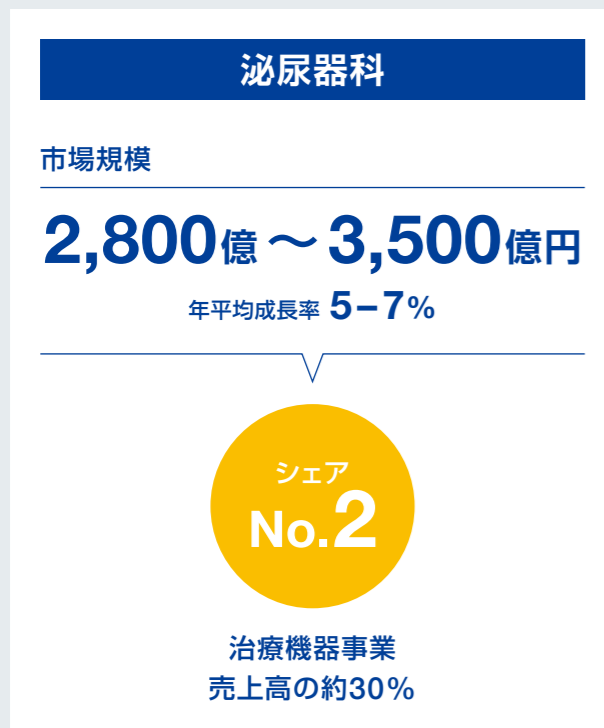 泌尿器科
市場規模
2,800億～3,500億円
年平均成長率 5−7%
シェア
No.2
治療機器事業
売上高の約30%